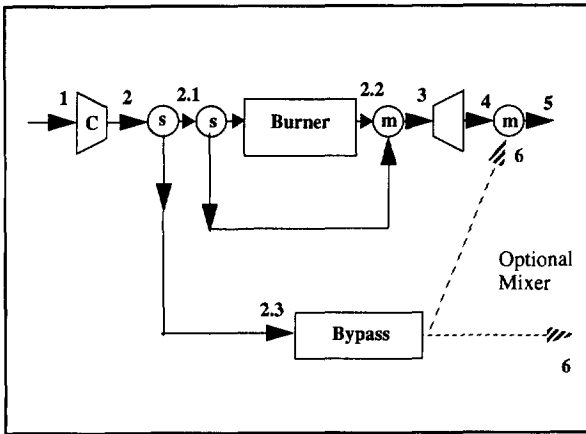 1 2 2.1 2.2 3 4 5
C s s Burner m m
6
Optional
Mixer
2.3
Bypass
6